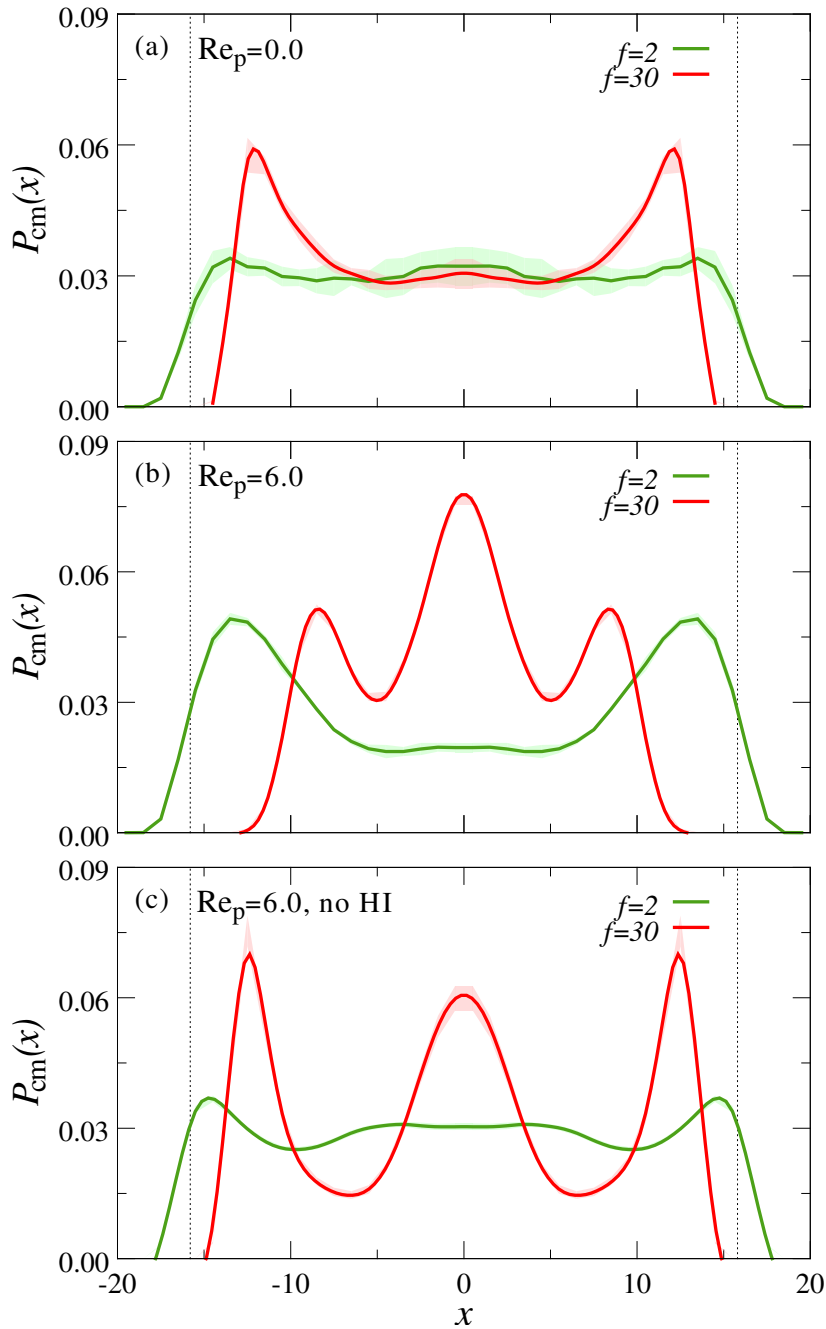 0.09
(a) Re_p=0.0
f=2
f=30
0.06
P_cm(x)
0.03
0.00
0.09
(b) Re_p=6.0
f=2
f=30
0.06
P_cm(x)
0.03
0.00
0.09
(c) Re_p=6.0, no HI
f=2
f=30
0.06
P_cm(x)
0.03
0.00
-20 -10 0 10 20
x